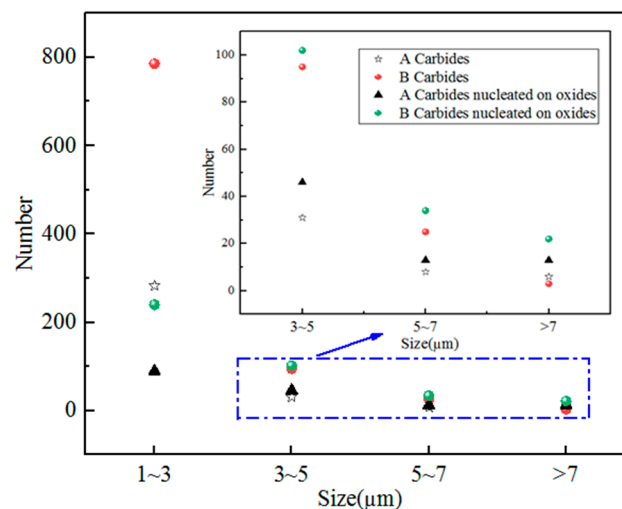 800
600
400
200
0
Number
1~3
3~5
5~7
>7
Size(µm)
100
80
60
40
20
0
Number
3~5
5~7
>7
Size(µm)
A Carbides
B Carbides
A Carbides nucleated on oxides
B Carbides nucleated on oxides